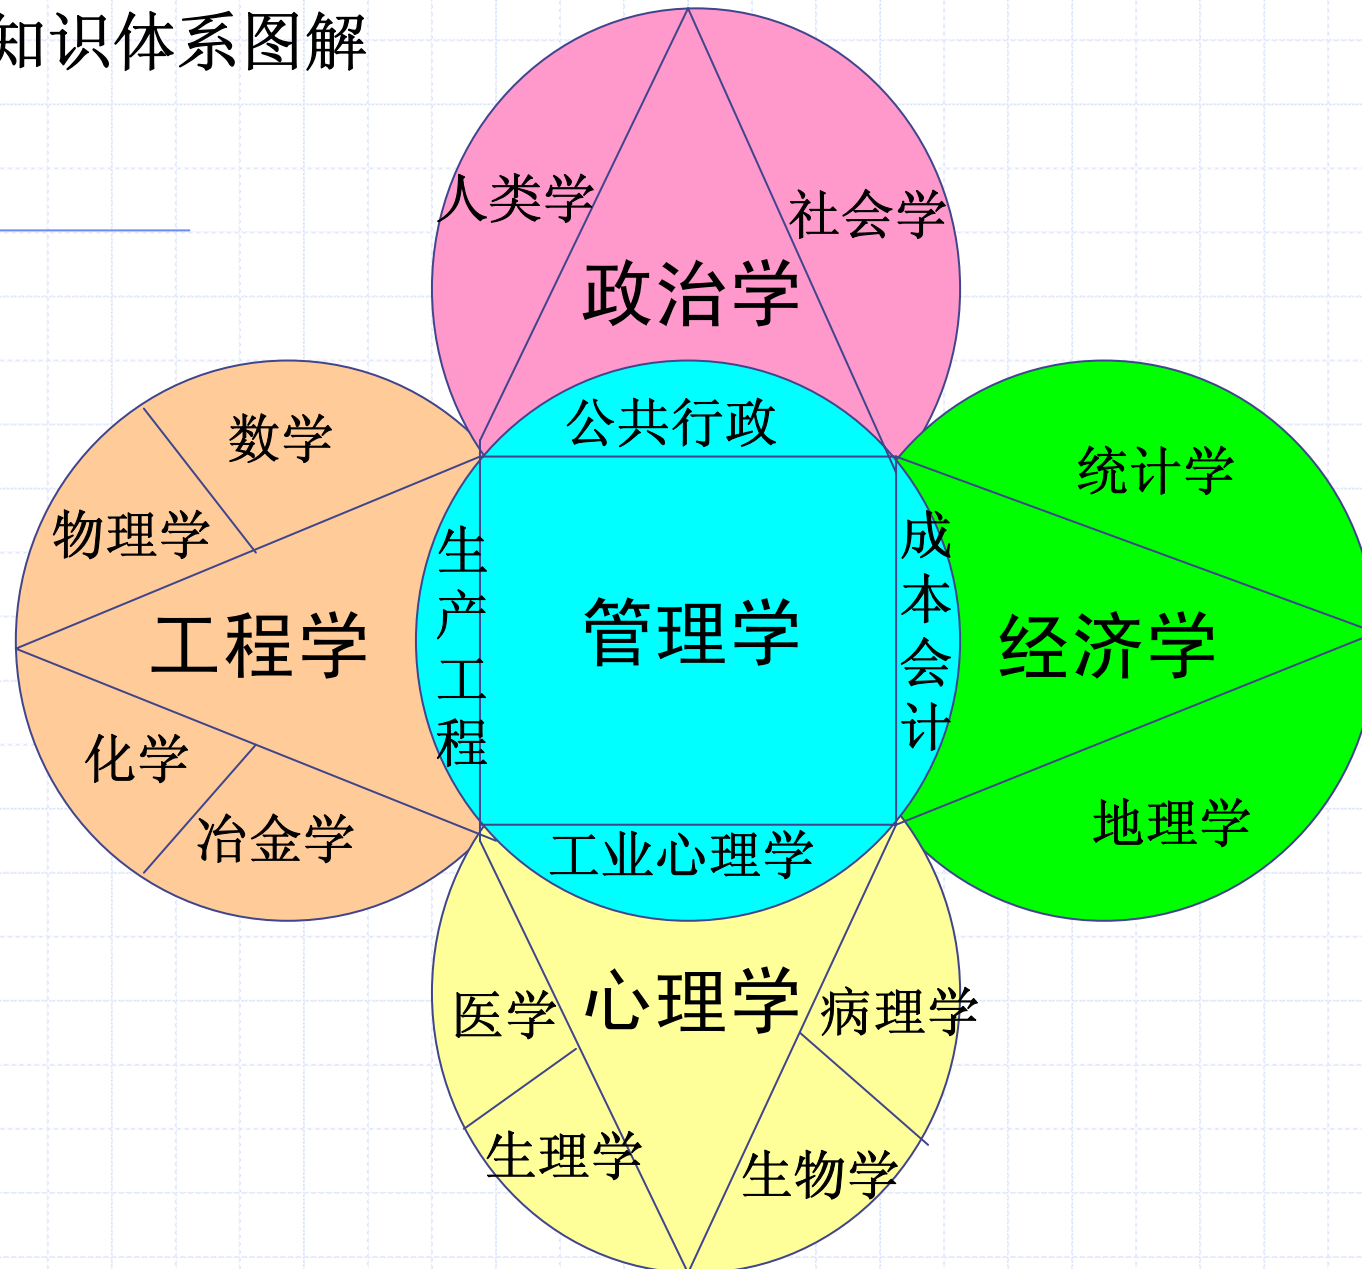 知识体系图解
人类学
社会学
政治学
公共行政
数学
物理学
工程学
化学
冶金学
生产工程
管理学
成本会计
统计学
经济学
地理学
工业心理学
心理学
医学
病理学
生理学
生物学